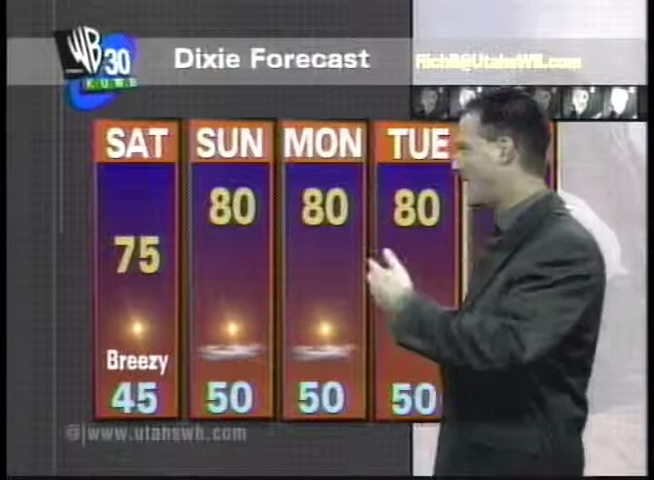 WB 30
KUWB
Dixie Forecast
RichB@UtahsWB.com
SAT SUN MON TUE
80 80 80
75
Breezy
45 50 50 50
@|www.utahswb.com